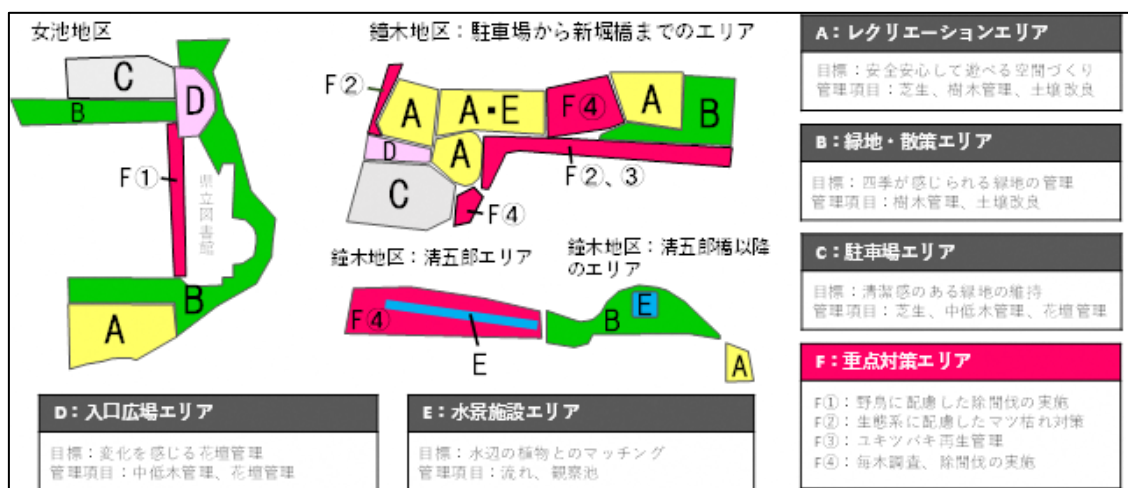 女池地区
C
D
B
F①
県立図書館
B
A
鐘木地区：駐車場から新堀橋までのエリア
F②
A
A・E
F④
A
B
D
A
F②、③
C
F④
鐘木地区：清五郎エリア
F④
E
鐘木地区：清五郎橋以降
のエリア
E
B
A
A：レクリエーションエリア
目標：安全安心して遊べる空間づくり
管理項目：芝生、樹木管理、土壌改良
B：緑地・散策エリア
目標：四季が感じられる緑地の管理
管理項目：樹木管理、土壌改良
C：駐車場エリア
目標：清潔感のある緑地の維持
管理項目：芝生、中低木管理、花壇管理
F：重点対策エリア
F①：野鳥に配慮した除間伐の実施
F②：生態系に配慮したマツ枯れ対策
F③：ユキツバキ再生管理
F④：毎木調査、除間伐の実施
D：入口広場エリア
目標：変化を感じる花壇管理
管理項目：中低木管理、花壇管理
E：水景施設エリア
目標：水辺の植物とのマッチング
管理項目：流れ、観察池